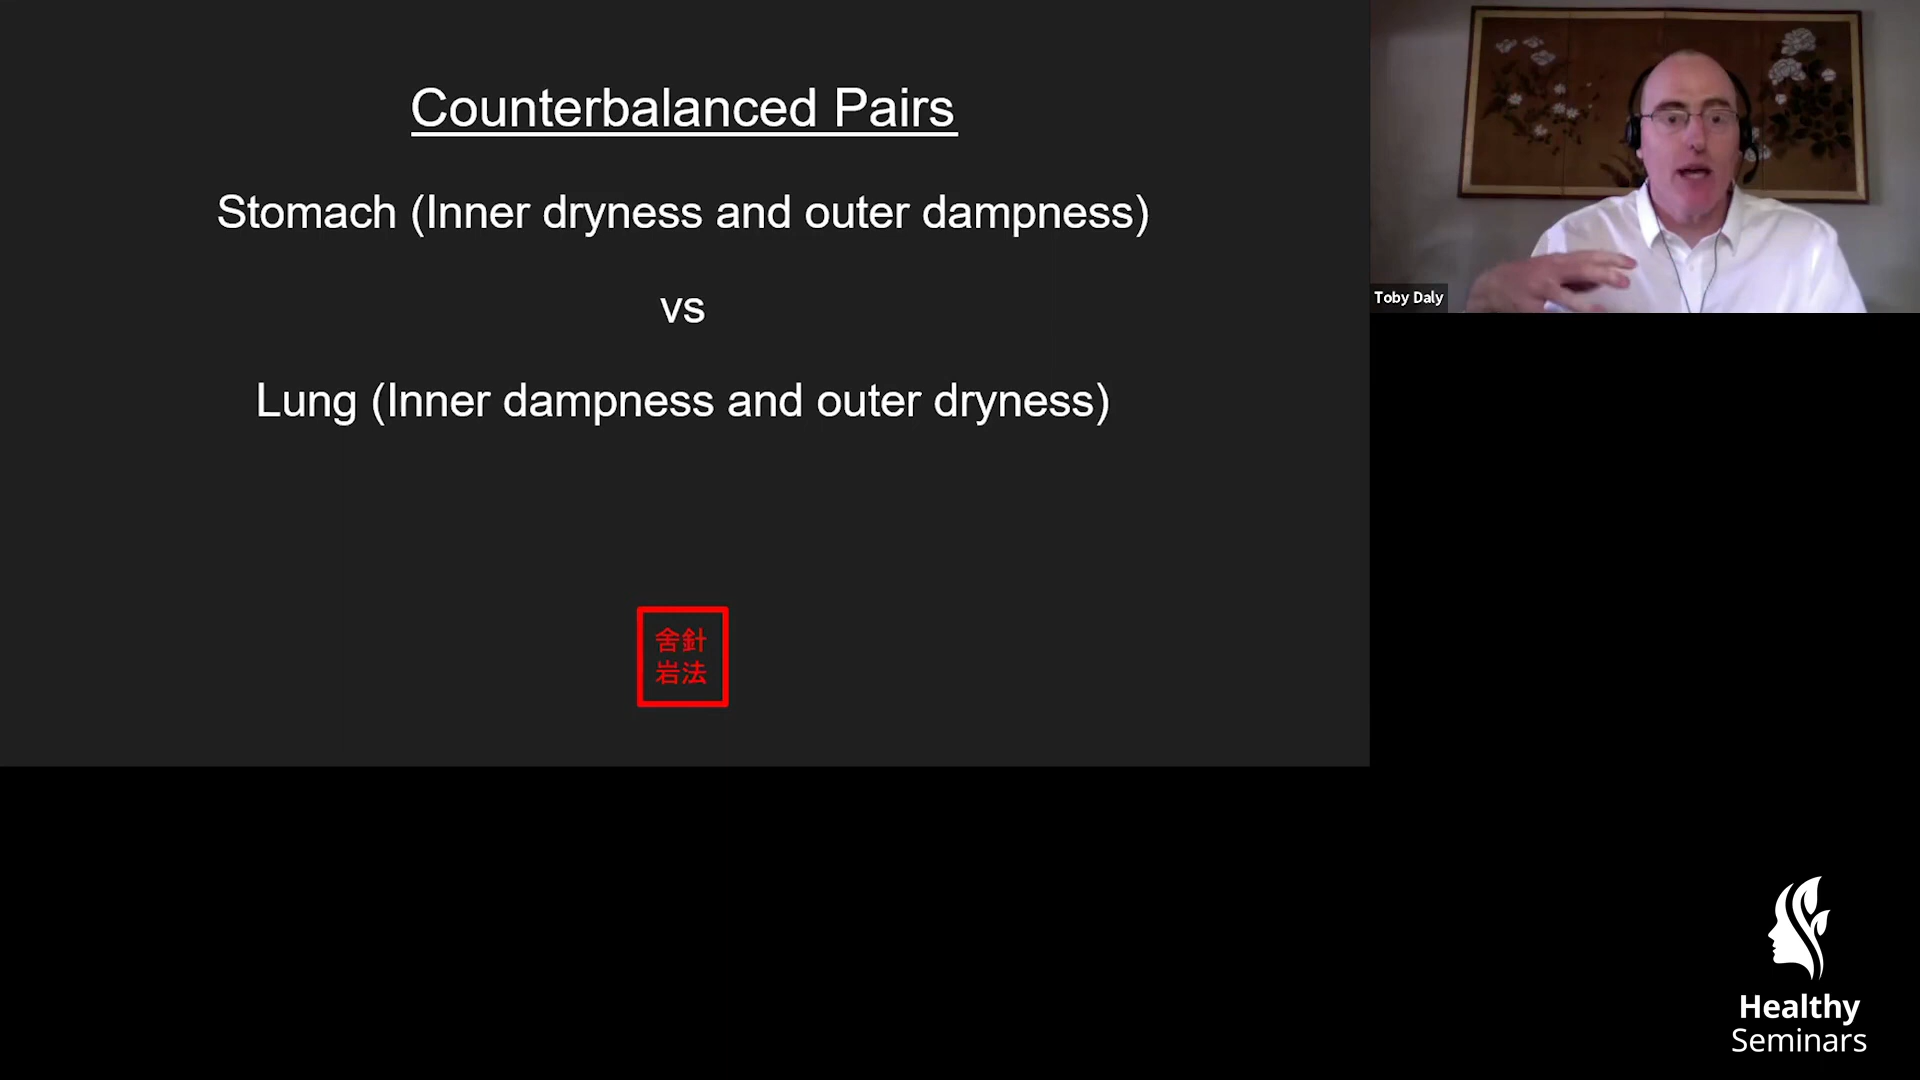 Counterbalanced Pairs
Stomach (Inner dryness and outer dampness)
vs
Lung (Inner dampness and outer dryness)
舍針
岩法
Toby Daly
Healthy
Seminars